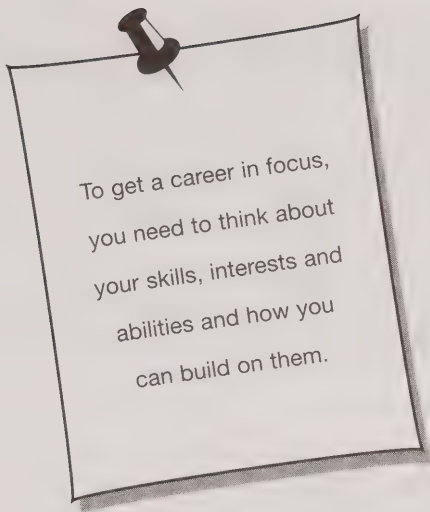 To get a career in focus,
you need to think about
your skills, interests and
abilities and how you
can build on them.